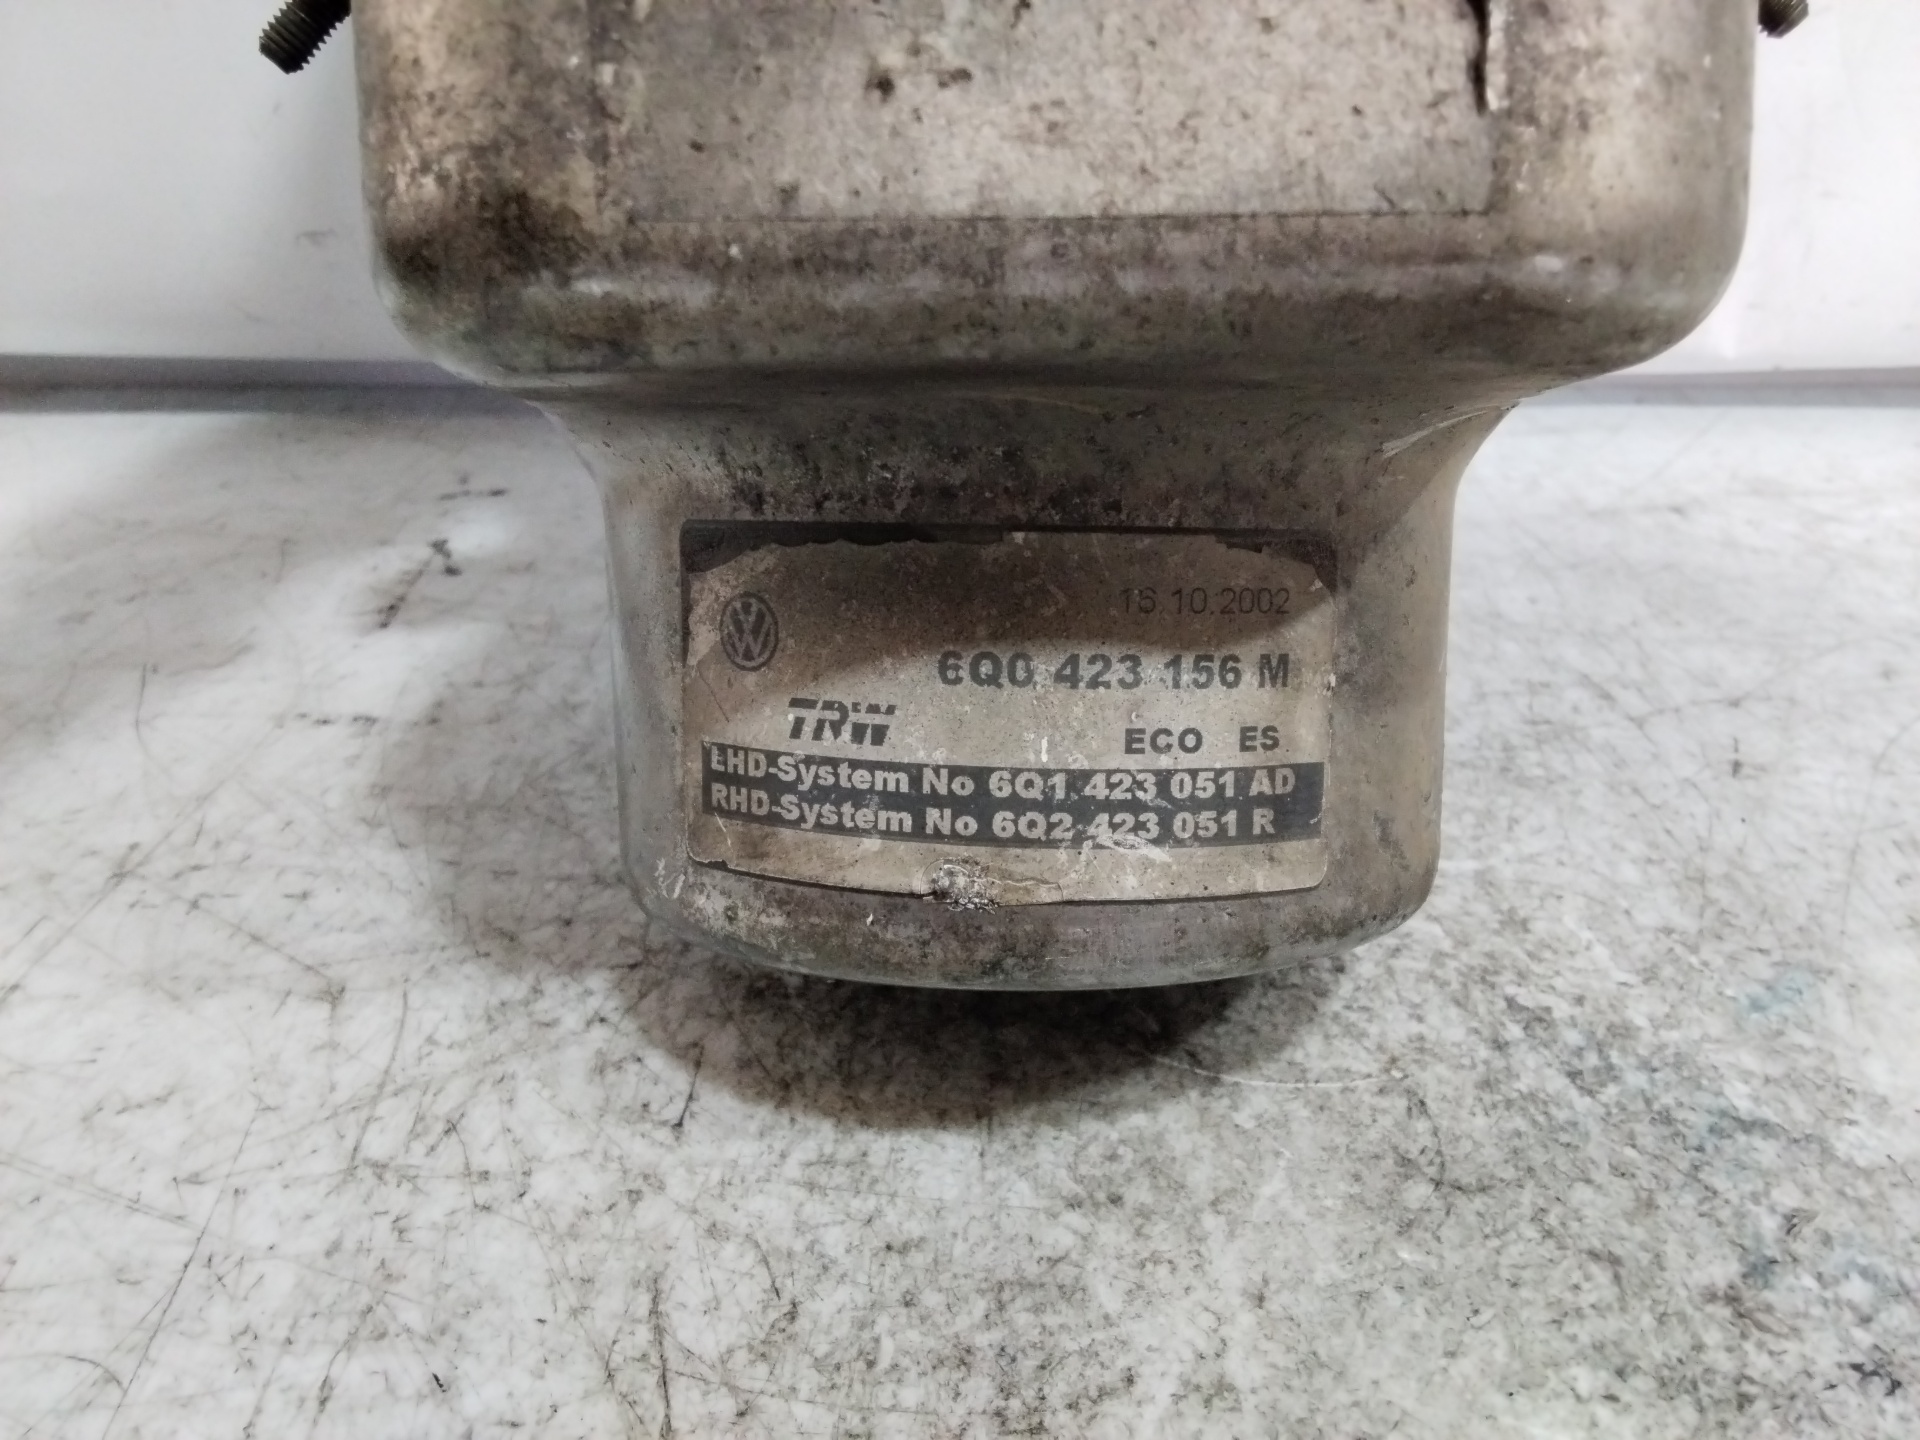 16.10.2002
6Q0 423 156 M
TRW
ECO ES
LHD-System No 6Q1 423 051 AD
RHD-System No 6Q2 423 051 R